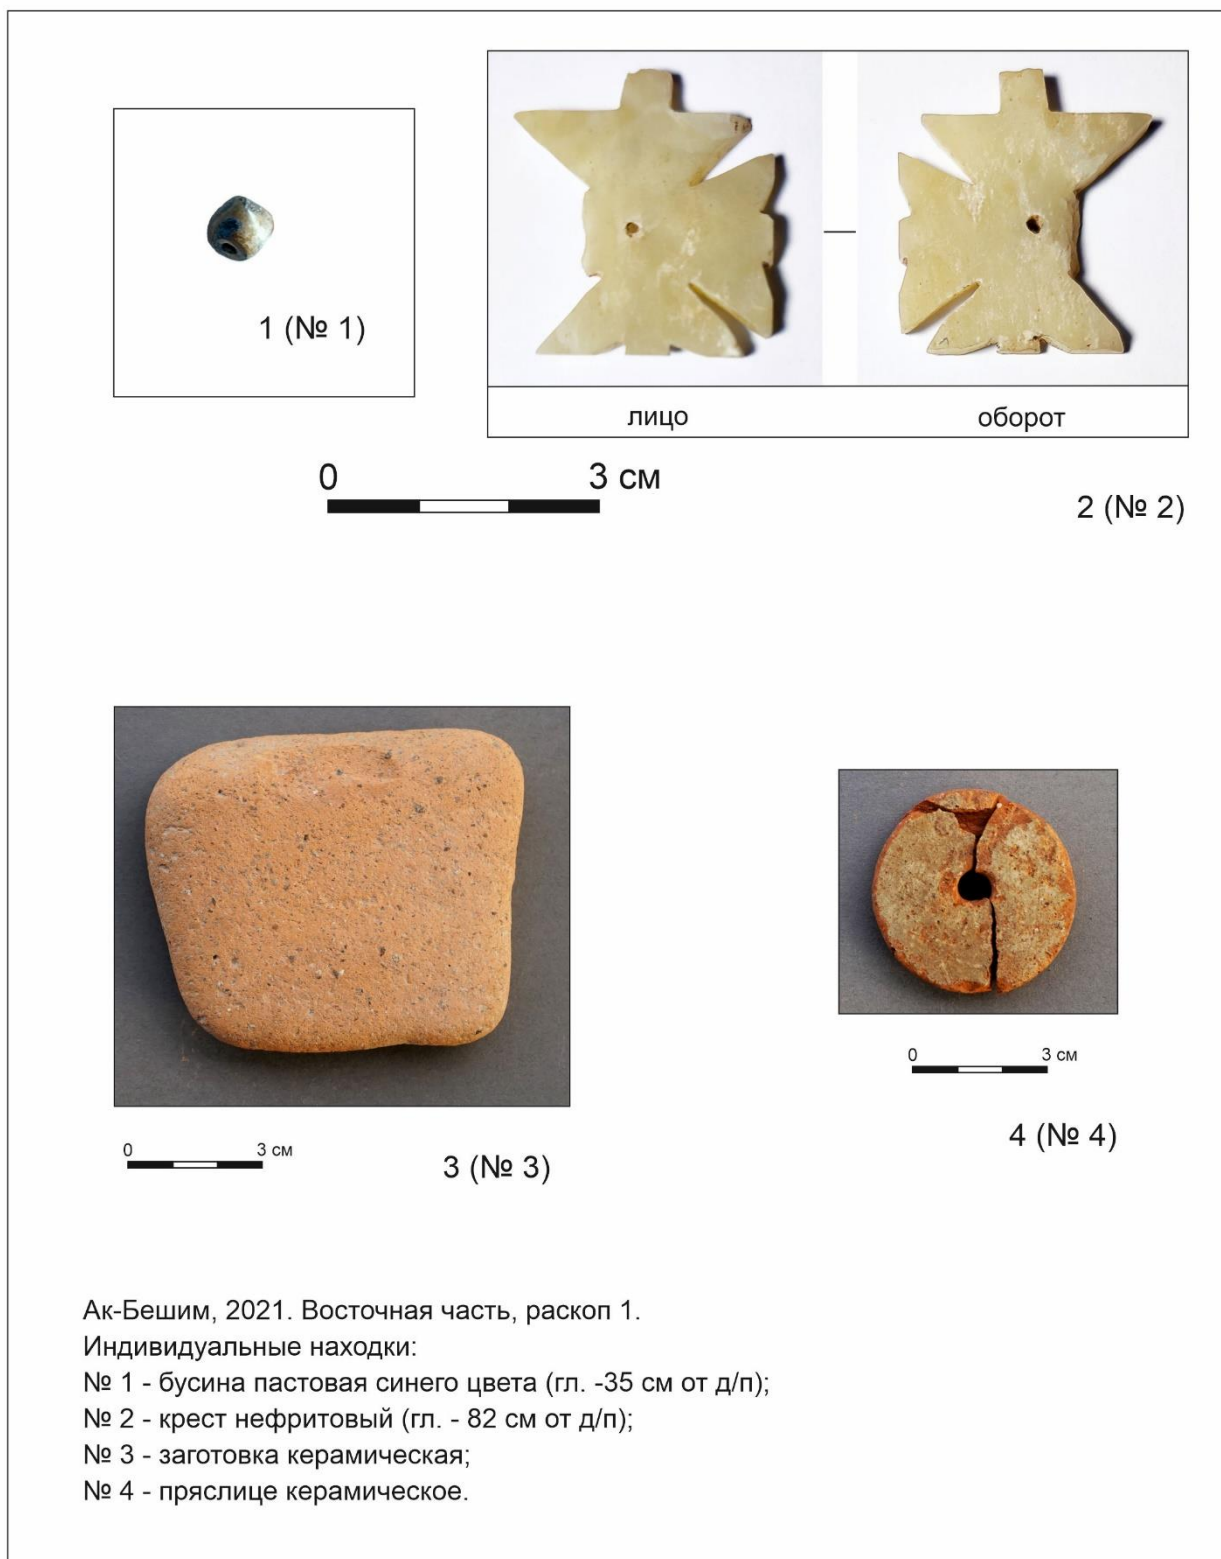 1 (№ 1)
лицо
оборот
0 3 см
2 (№ 2)
0 3 см
3 (№ 3)
0 3 см
4 (№ 4)
Ак-Бешим, 2021. Восточная часть, раскоп 1.
Индивидуальные находки:
№ 1 - бусина пастовая синего цвета (гл. -35 см от д/п);
№ 2 - крест нефритовый (гл. - 82 см от д/п);
№ 3 - заготовка керамическая;
№ 4 - пряслице керамическое.